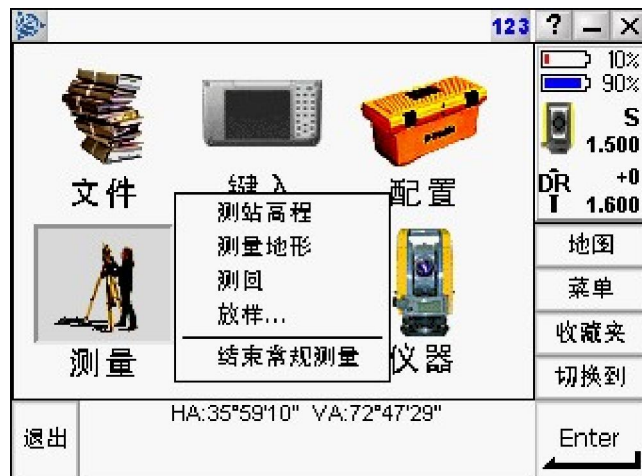 123 ? – X
10%
90%
S
1.500
DR +0
T 1.600
文件
键入
配置
测站高程
测量地形
测回
放样...
结束常规测量
测量
仪器
地图
菜单
收藏夹
切换到
HA:35°59'10" VA:72°47'29"
退出
Enter